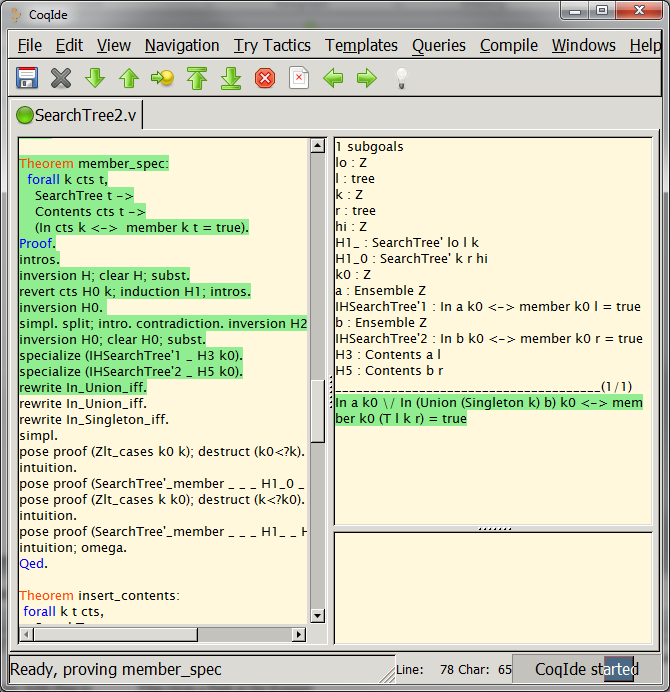 CoqIde
File Edit View Navigation Try Tactics Templates Queries Compile Windows Help
SearchTree2.v
Theorem member_spec:
forall k cts t,
SearchTree t ->
Contents cts t ->
(In cts k <-> member k t = true).
Proof.
intros.
inversion H; clear H; subst.
revert cts H0 k; induction H1; intros.
inversion H0.
simpl. split; intro. contradiction. inversion H2
inversion H0; clear H0; subst.
specialize (IHSearchTree'1 _ H3 k0).
specialize (IHSearchTree'2 _ H5 k0).
rewrite In_Union_iff.
rewrite In_Union_iff.
rewrite In_Singleton_iff.
simpl.
pose proof (Zlt_cases k0 k); destruct (k0<?k).
intuition.
pose proof (SearchTree'_member _ _ _ H1_0 _
pose proof (Zlt_cases k k0); destruct (k<?k0).
intuition.
pose proof (SearchTree'_member _ _ _ H1_ _ H
intuition; omega.
Qed.
Theorem insert_contents:
forall k t cts,
1 subgoals
lo : Z
l : tree
k : Z
r : tree
hi : Z
H1_ : SearchTree' lo l k
H1_0 : SearchTree' k r hi
k0 : Z
a : Ensemble Z
IHSearchTree'1 : In a k0 <-> member k0 l = true
b : Ensemble Z
IHSearchTree'2 : In b k0 <-> member k0 r = true
H3 : Contents a l
H5 : Contents b r
______________________________________(1/1)
In a k0 \/ In (Union (Singleton k) b) k0 <-> mem
ber k0 (T l k r) = true
Ready, proving member_spec
Line: 78 Char: 65
CoqIde started